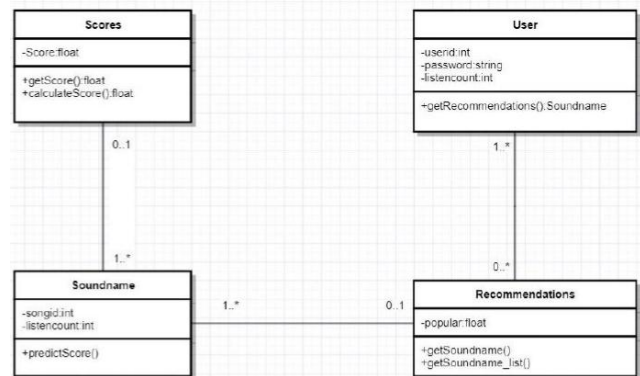 Scores
-Score:float
+getScore():float
+calculateScore():float
User
-userid:int
-password:string
-listencount:int
+getRecommendations():Soundname
0..1
1..*
1..*
0..*
Soundname
-songid:int
-listencount:int
+predictScore()
1..*
0..1
Recommendations
-popular:float
+getSoundname()
+getSoundname_list()